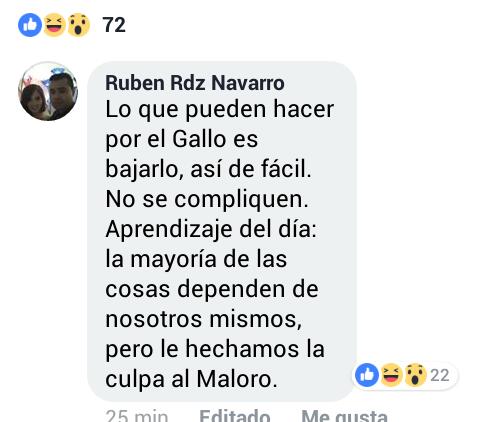 72
Ruben Rdz Navarro
Lo que pueden hacer
por el Gallo es
bajarlo, así de fácil.
No se compliquen.
Aprendizaje del día:
la mayoría de las
cosas dependen de
nosotros mismos,
pero le hechamos la
culpa al Maloro.
22
25 min Editado Me gusta